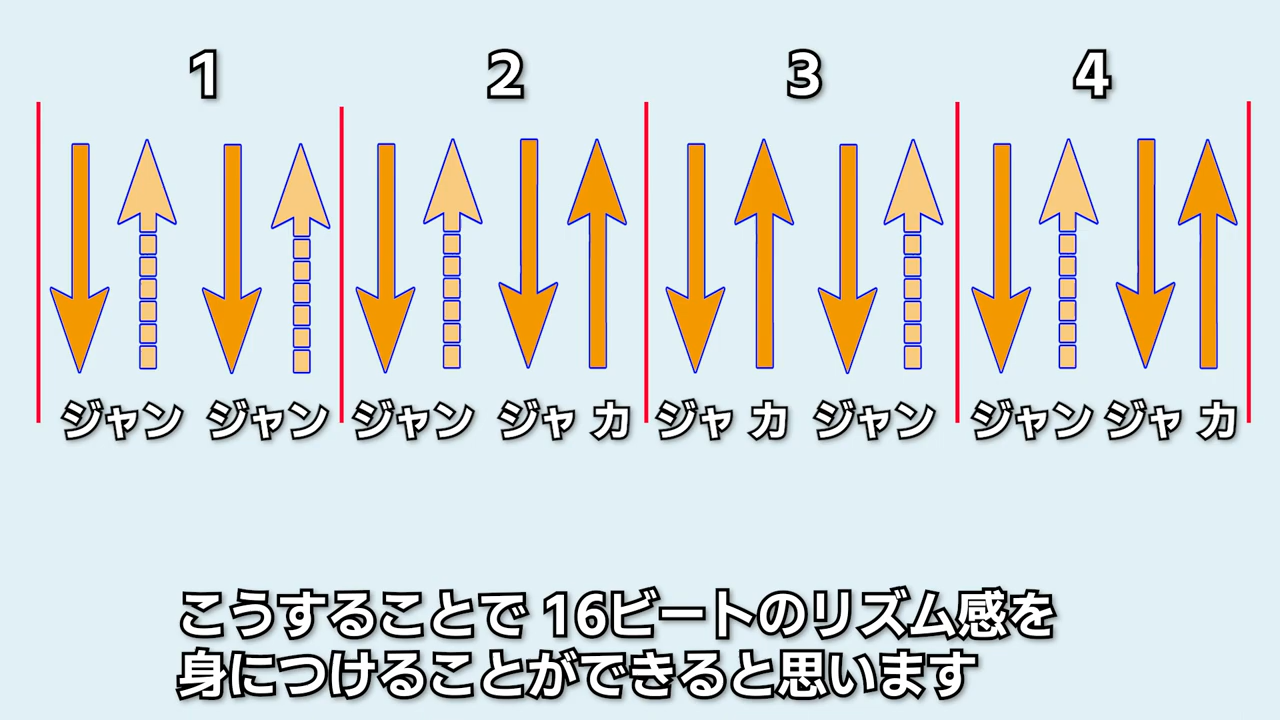 1 2 3 4
ジャン ジャン ジャン ジャ カ ジャ カ ジャン ジャン ジャ カ
こうすることで 16ビートのリズム感を
身につけることができると思います